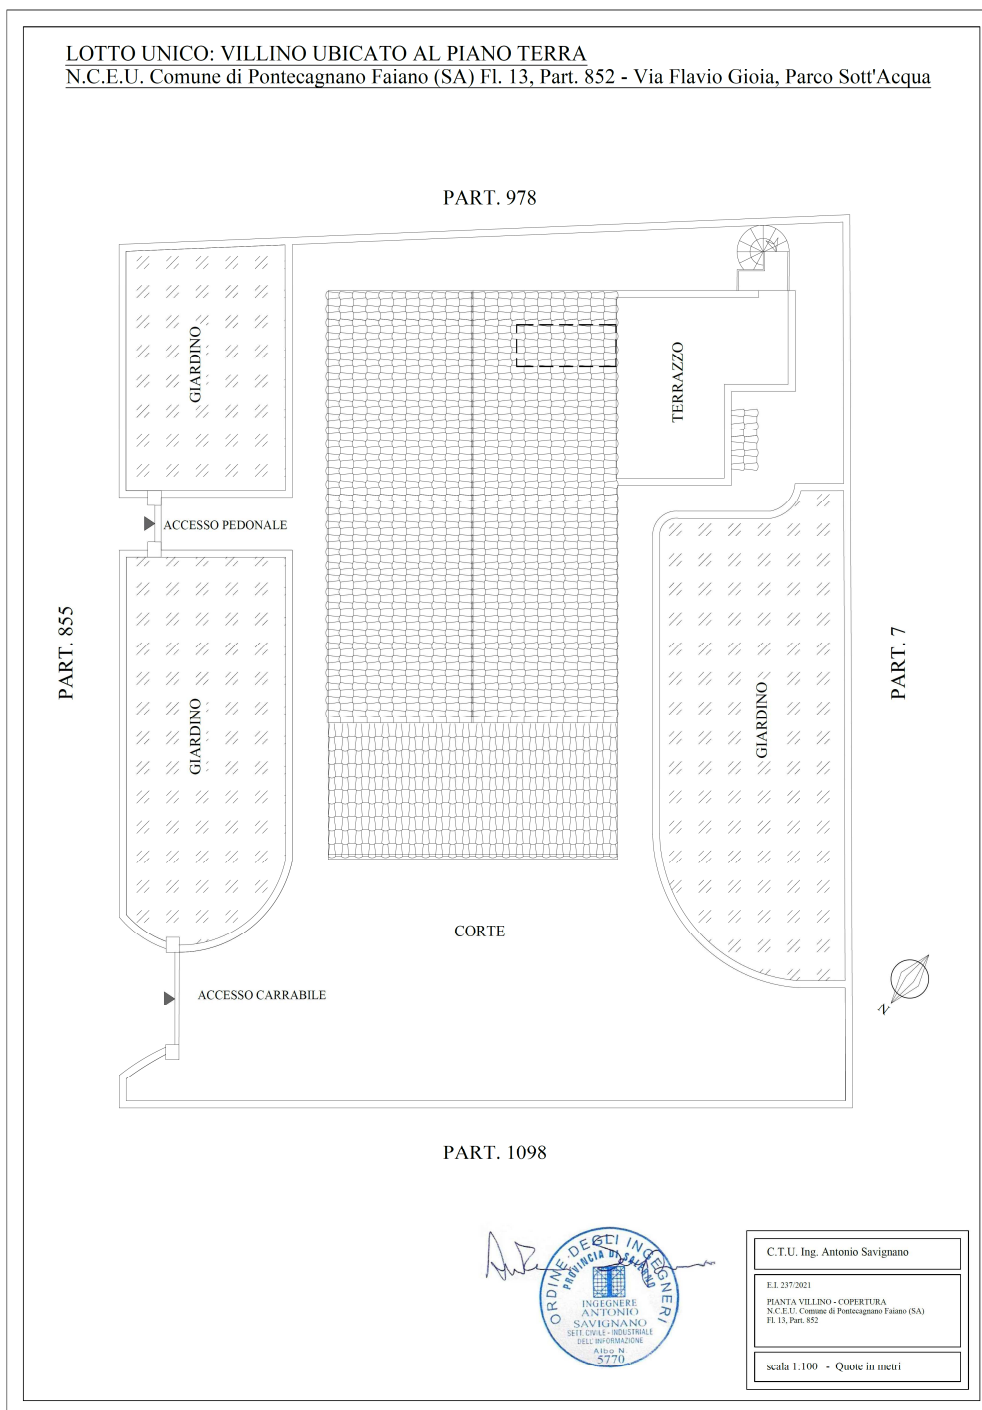 LOTTO UNICO: VILLINO UBICATO AL PIANO TERRA
N.C.E.U. Comune di Pontecagnano Faiano (SA) Fl. 13, Part. 852 - Via Flavio Gioia, Parco Sott'Acqua
PART. 978
GIARDINO
TERRAZZO
ACCESSO PEDONALE
PART. 855
GIARDINO
GIARDINO
PART. 7
CORTE
ACCESSO CARRABILE
N
PART. 1098
ORDINE DEGLI INGEGNERI
PROVINCIA DI SALERNO
INGEGNERE
ANTONIO
SAVIGNANO
SETT. CIVILE - INDUSTRIALE
DELL'INFORMAZIONE
Albo N.
5770
C.T.U. Ing. Antonio Savignano
E.I. 237/2021
PIANTA VILLINO - COPERTURA
N.C.E.U. Comune di Pontecagnano Faiano (SA)
Fl. 13, Part. 852
scala 1:100 - Quote in metri